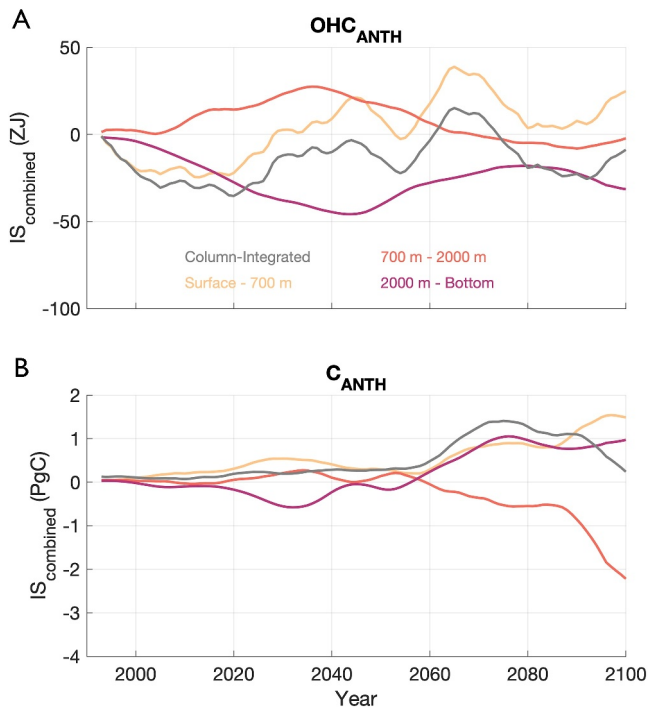 A
OHC_ANTH
IS_combined (ZJ)
50
0
-50
-100
Column-Integrated
700 m - 2000 m
Surface - 700 m
2000 m - Bottom
B
C_ANTH
IS_combined (PgC)
2
1
0
-1
-2
-3
-4
2000
2020
2040
2060
2080
2100
Year